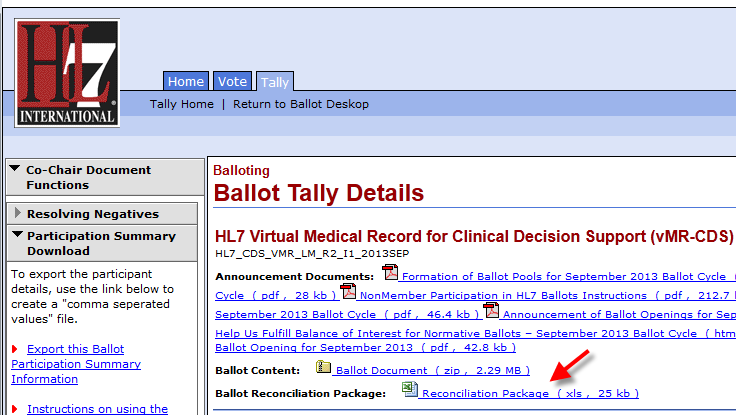 HL7
INTERNATIONAL
Home Vote Tally
Tally Home | Return to Ballot Deskop
Co-Chair Document
Functions
Resolving Negatives
Participation Summary
Download
To export the participant
details, use the link below to
create a "comma seperated
values" file.
Export this Ballot
Participation Summary
Information
Instructions on using the
Balloting
Ballot Tally Details
HL7 Virtual Medical Record for Clinical Decision Support (vMR-CDS)
HL7_CDS_VMR_LM_R2_I1_2013SEP
Announcement Documents: Formation of Ballot Pools for September 2013 Ballot Cycle (
Cycle ( pdf , 28 kb ) NonMember Participation in HL7 Ballots Instructions ( pdf , 212.7
September 2013 Ballot Cycle ( pdf , 46.4 kb ) Announcement of Ballot Openings for Sep
Help Us Fulfill Balance of Interest for Normative Ballots – September 2013 Ballot Cycle ( htm
Ballot Opening for September 2013 ( pdf , 42.8 kb )
Ballot Content: Ballot Document ( zip , 2.29 MB )
Ballot Reconciliation Package: Reconciliation Package ( xls , 25 kb )